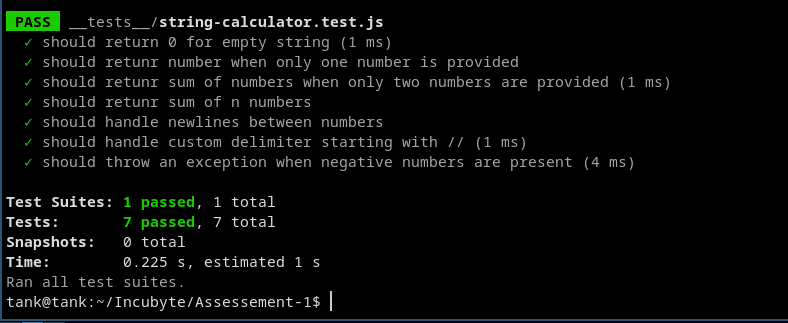 PASS __tests__/string-calculator.test.js
✓ should return 0 for empty string (1 ms)
✓ should retunr number when only one number is provided
✓ should retunr sum of numbers when only two numbers are provided (1 ms)
✓ should retunr sum of n numbers
✓ should handle newlines between numbers
✓ should handle custom delimiter starting with // (1 ms)
✓ should throw an exception when negative numbers are present (4 ms)
Test Suites: 1 passed, 1 total
Tests: 7 passed, 7 total
Snapshots: 0 total
Time: 0.225 s, estimated 1 s
Ran all test suites.
tank@tank:~/Incubyte/Assessement-1$